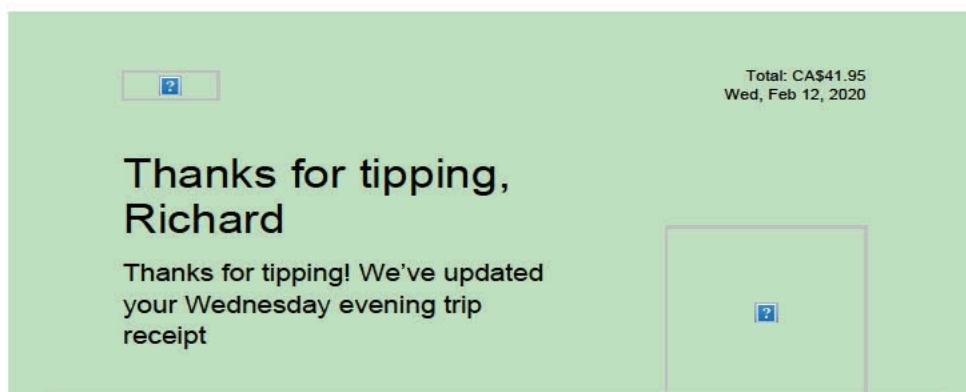 Total: CA$41.95
Wed, Feb 12, 2020
Thanks for tipping,
Richard
Thanks for tipping! We've updated
your Wednesday evening trip
receipt